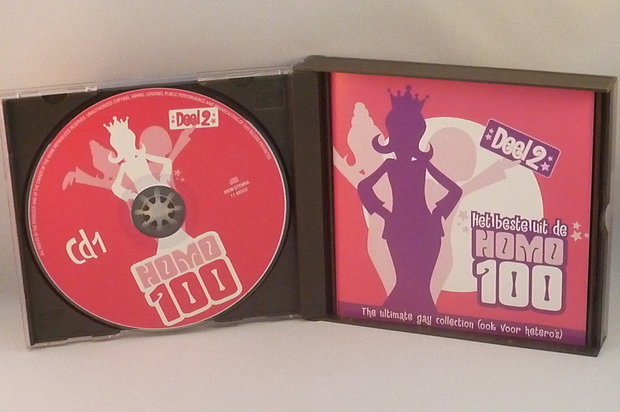 Deel 2
Cd1
HOMO
100
Deel 2
Het beste uit de
HOMO
100
The ultimate gay collection (ook voor hetero's)